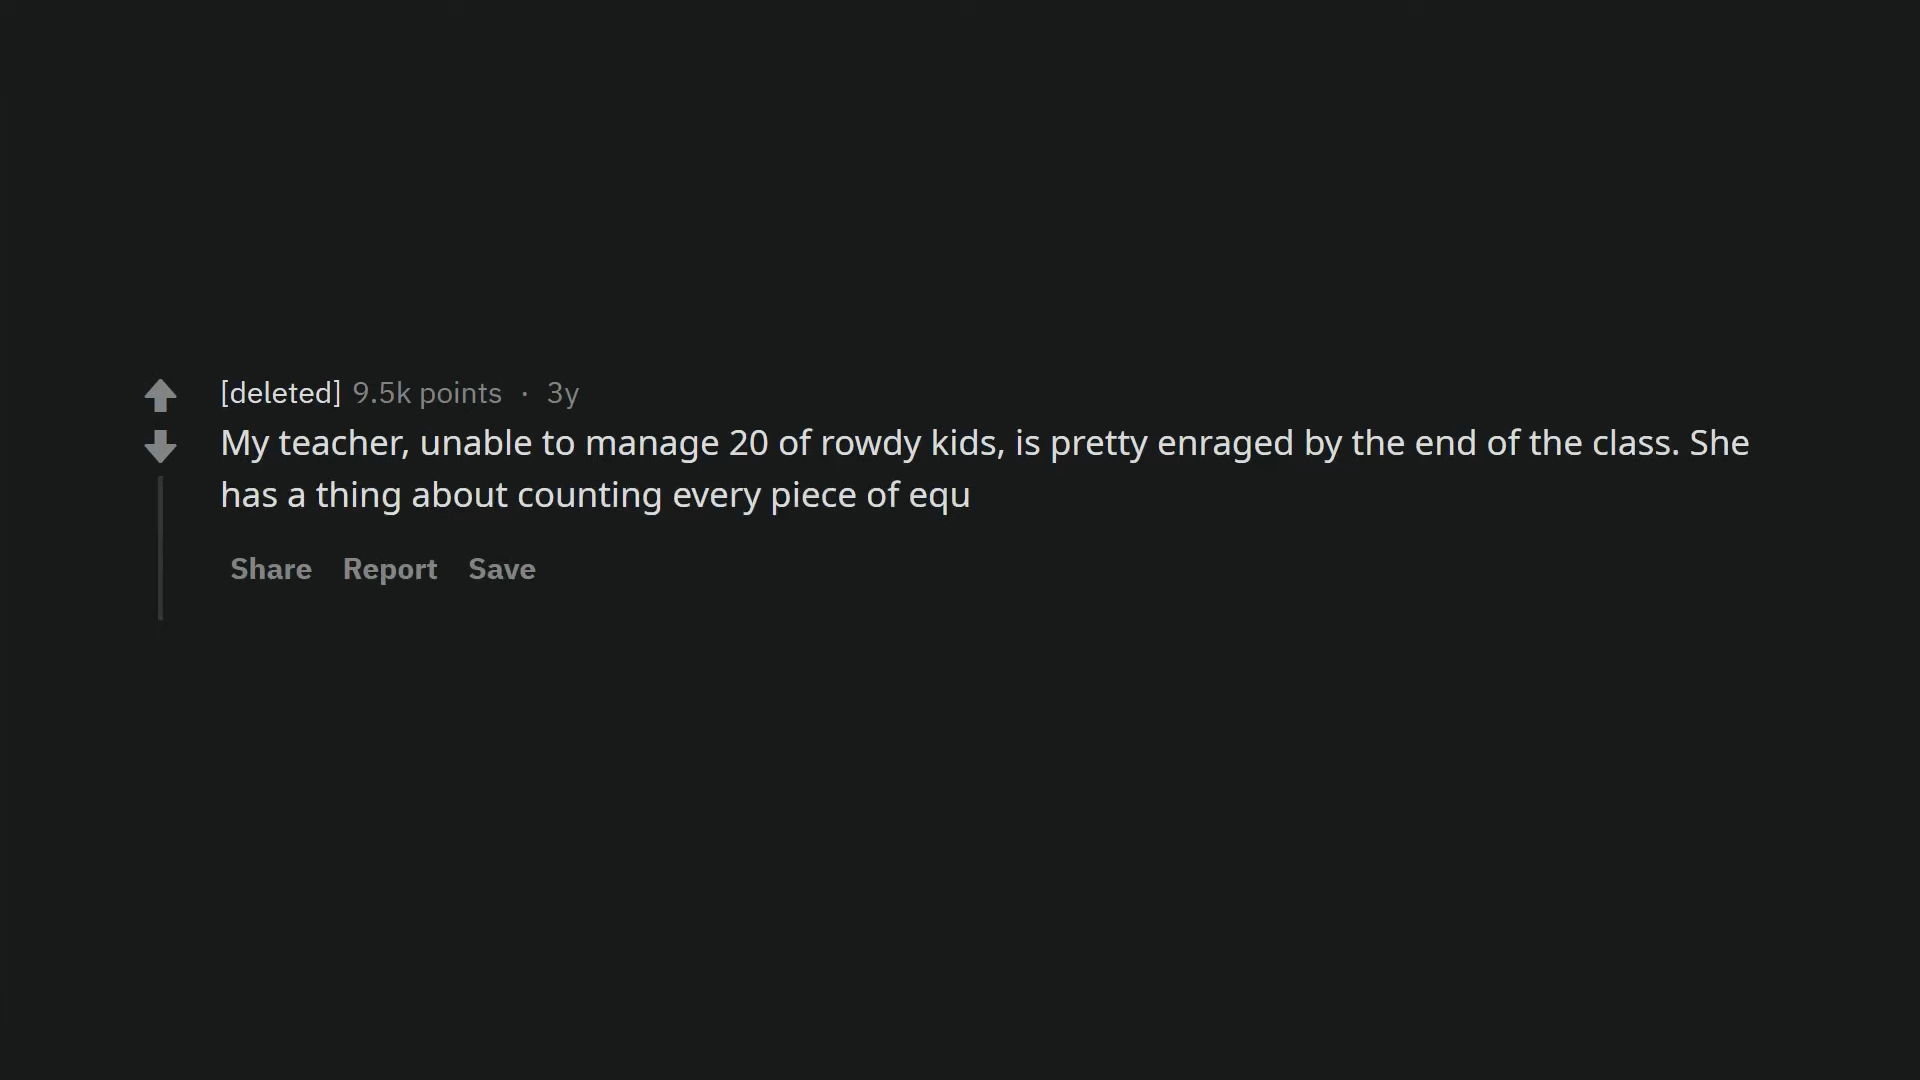 [deleted] 9.5k points · 3y
My teacher, unable to manage 20 of rowdy kids, is pretty enraged by the end of the class. She
has a thing about counting every piece of equ
Share Report Save